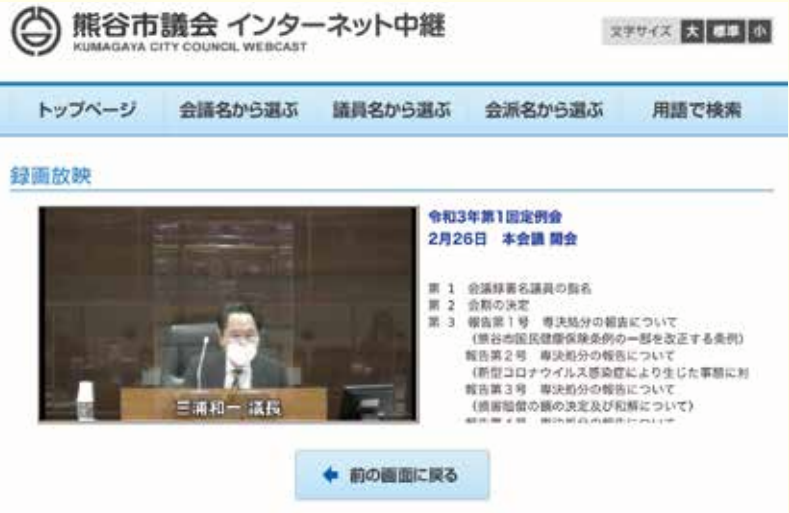 熊谷市議会 インターネット中継
KUMAGAYA CITY COUNCIL WEBCAST
文字サイズ 大 標準 小
トップページ 会議名から選ぶ 議員名から選ぶ 会派名から選ぶ 用語で検索
録画放映
令和3年第1回定例会
2月26日 本会議 開会
第 1 会議録署名議員の指名
第 2 会期の決定
第 3 報告第1号 専決処分の報告について
(熊谷市国民健康保険条例の一部を改正する条例)
報告第2号 専決処分の報告について
(新型コロナウイルス感染症により生じた事態に対
報告第3号 専決処分の報告について
(損害賠償の額の決定及び和解について)
三浦和一 議長
前の画面に戻る